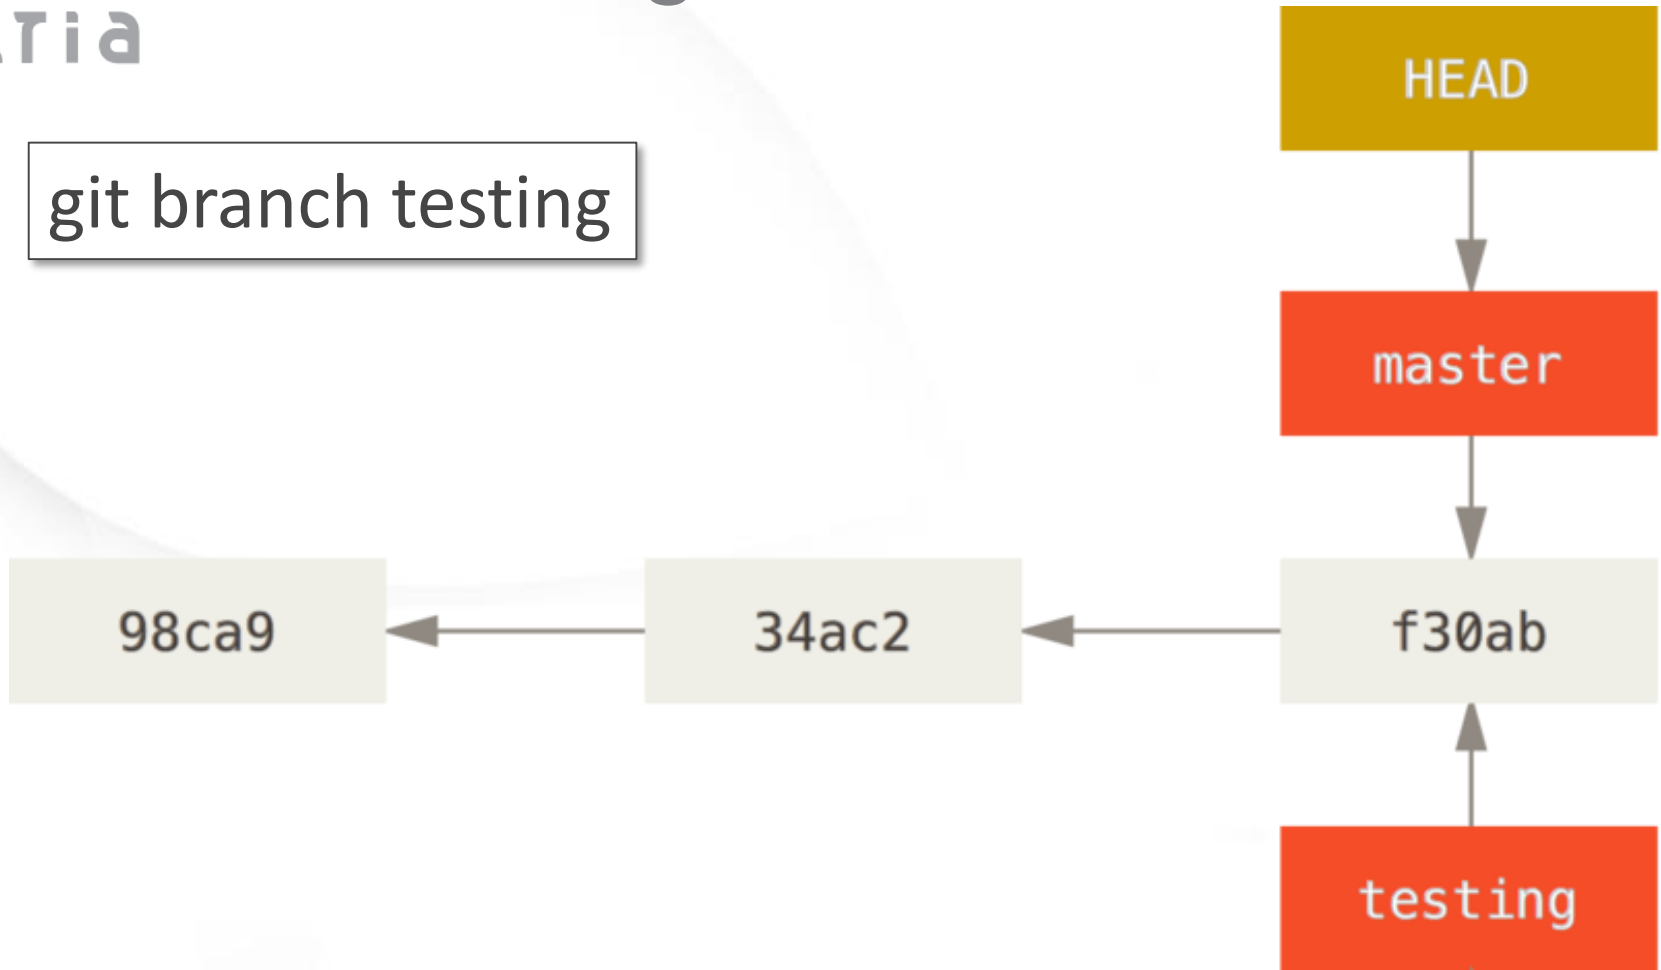 HEAD
git branch testing
master
98ca9
34ac2
f30ab
testing